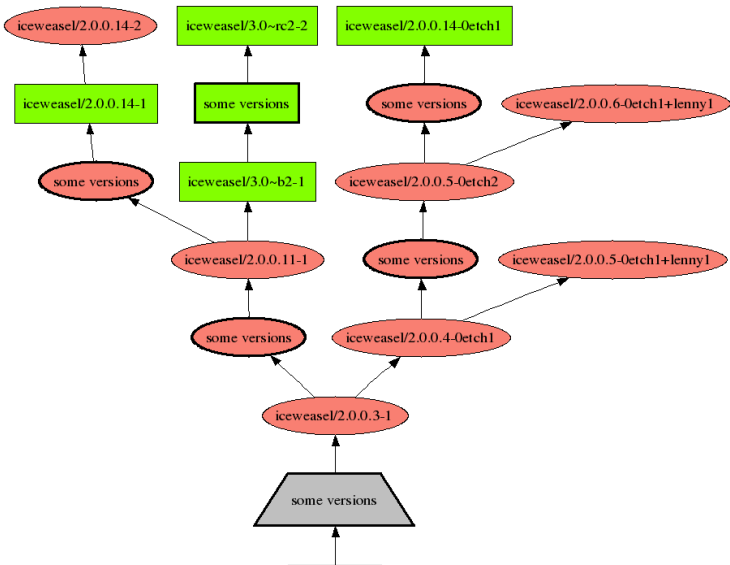 iceweasel/2.0.0.14-2
iceweasel/3.0~rc2-2
iceweasel/2.0.0.14-0etch1
iceweasel/2.0.0.14-1
some versions
some versions
iceweasel/2.0.0.6-0etch1+lenny1
some versions
iceweasel/3.0~b2-1
iceweasel/2.0.0.5-0etch2
iceweasel/2.0.0.11-1
some versions
iceweasel/2.0.0.5-0etch1+lenny1
some versions
iceweasel/2.0.0.4-0etch1
iceweasel/2.0.0.3-1
some versions